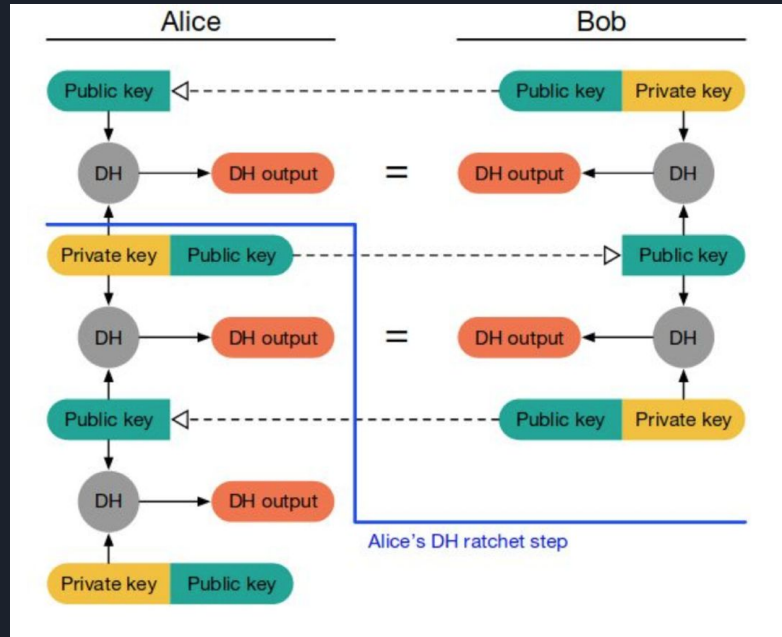 Alice Bob
Public key Public key Private key
DH DH output = DH output DH
Private key Public key Public key
DH DH output = DH output DH
Public key Public key Private key
DH DH output
Alice's DH ratchet step
Private key Public key